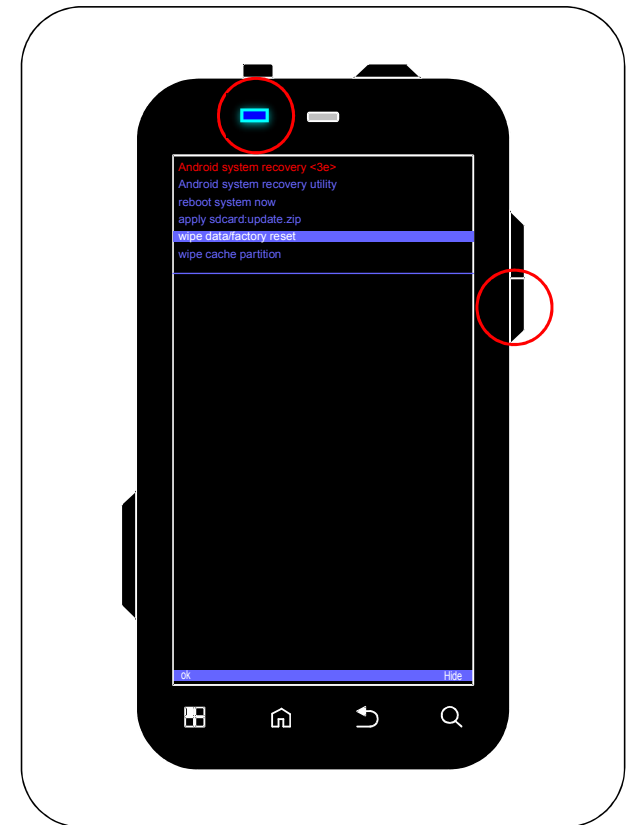 Android system recovery <3e>
Android system recovery utility
reboot system now
apply sdcard:update.zip
wipe data/factory reset
wipe cache partition
ok Hide